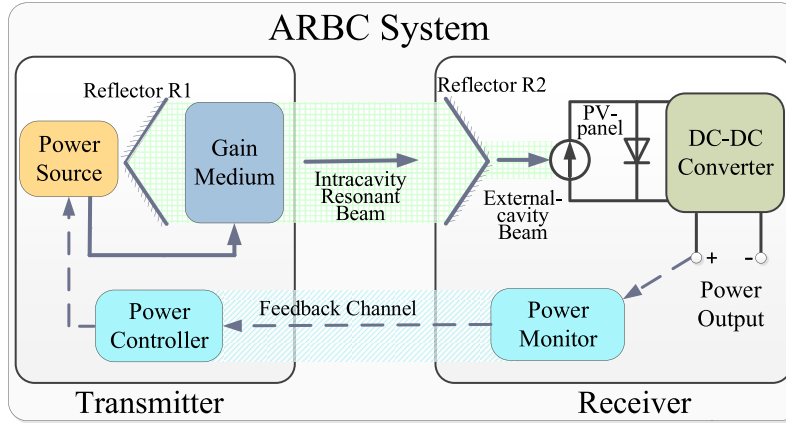 ARBC System
Reflector R1
Reflector R2
Power
Source
Gain
Medium
Intracavity
Resonant
Beam
External-
cavity
Beam
PV-
panel
DC-DC
Converter
+ -
Power
Output
Power
Controller
Feedback Channel
Power
Monitor
Transmitter
Receiver